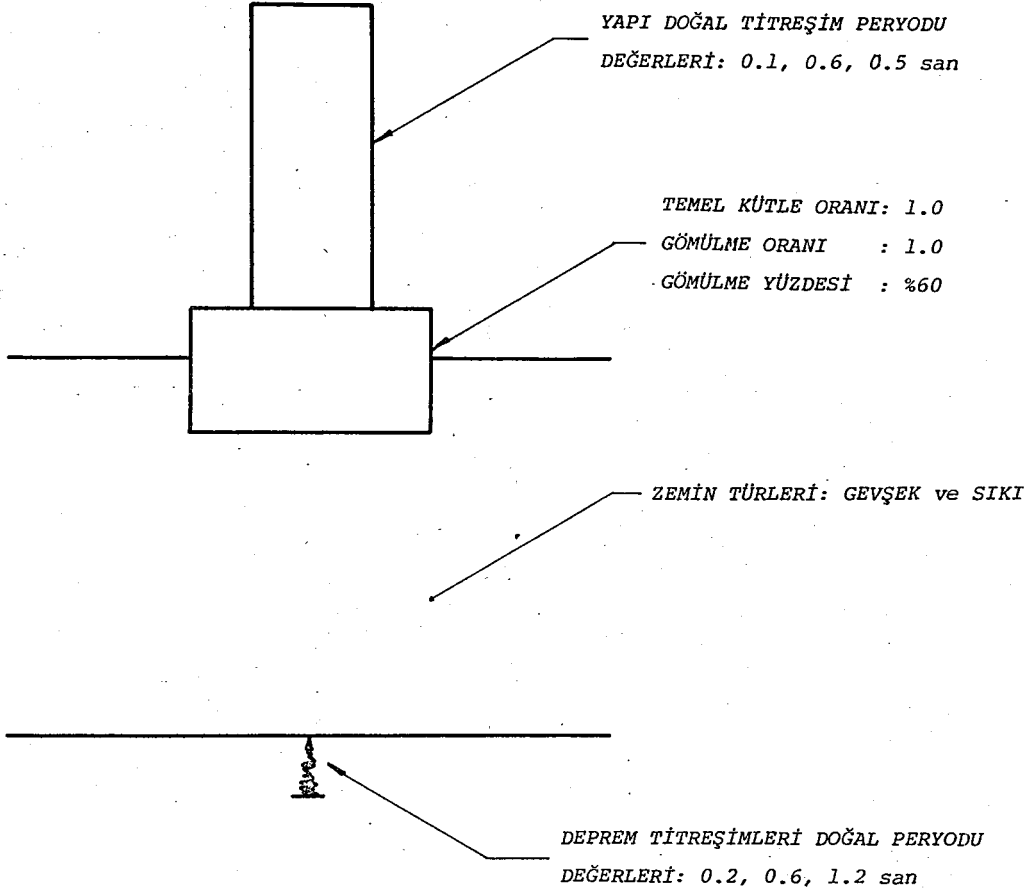 YAPI DOĞAL TİTREŞİM PERYODU
DEĞERLERİ: 0.1, 0.6, 0.5 san
TEMEL KÜTLE ORANI: 1.0
GÖMÜLME ORANI : 1.0
GÖMÜLME YÜZDESİ : %60
ZEMİN TÜRLERİ: GEVŞEK ve SIKI
DEPREM TİTREŞİMLERİ DOĞAL PERYODU
DEĞERLERİ: 0.2, 0.6, 1.2 san